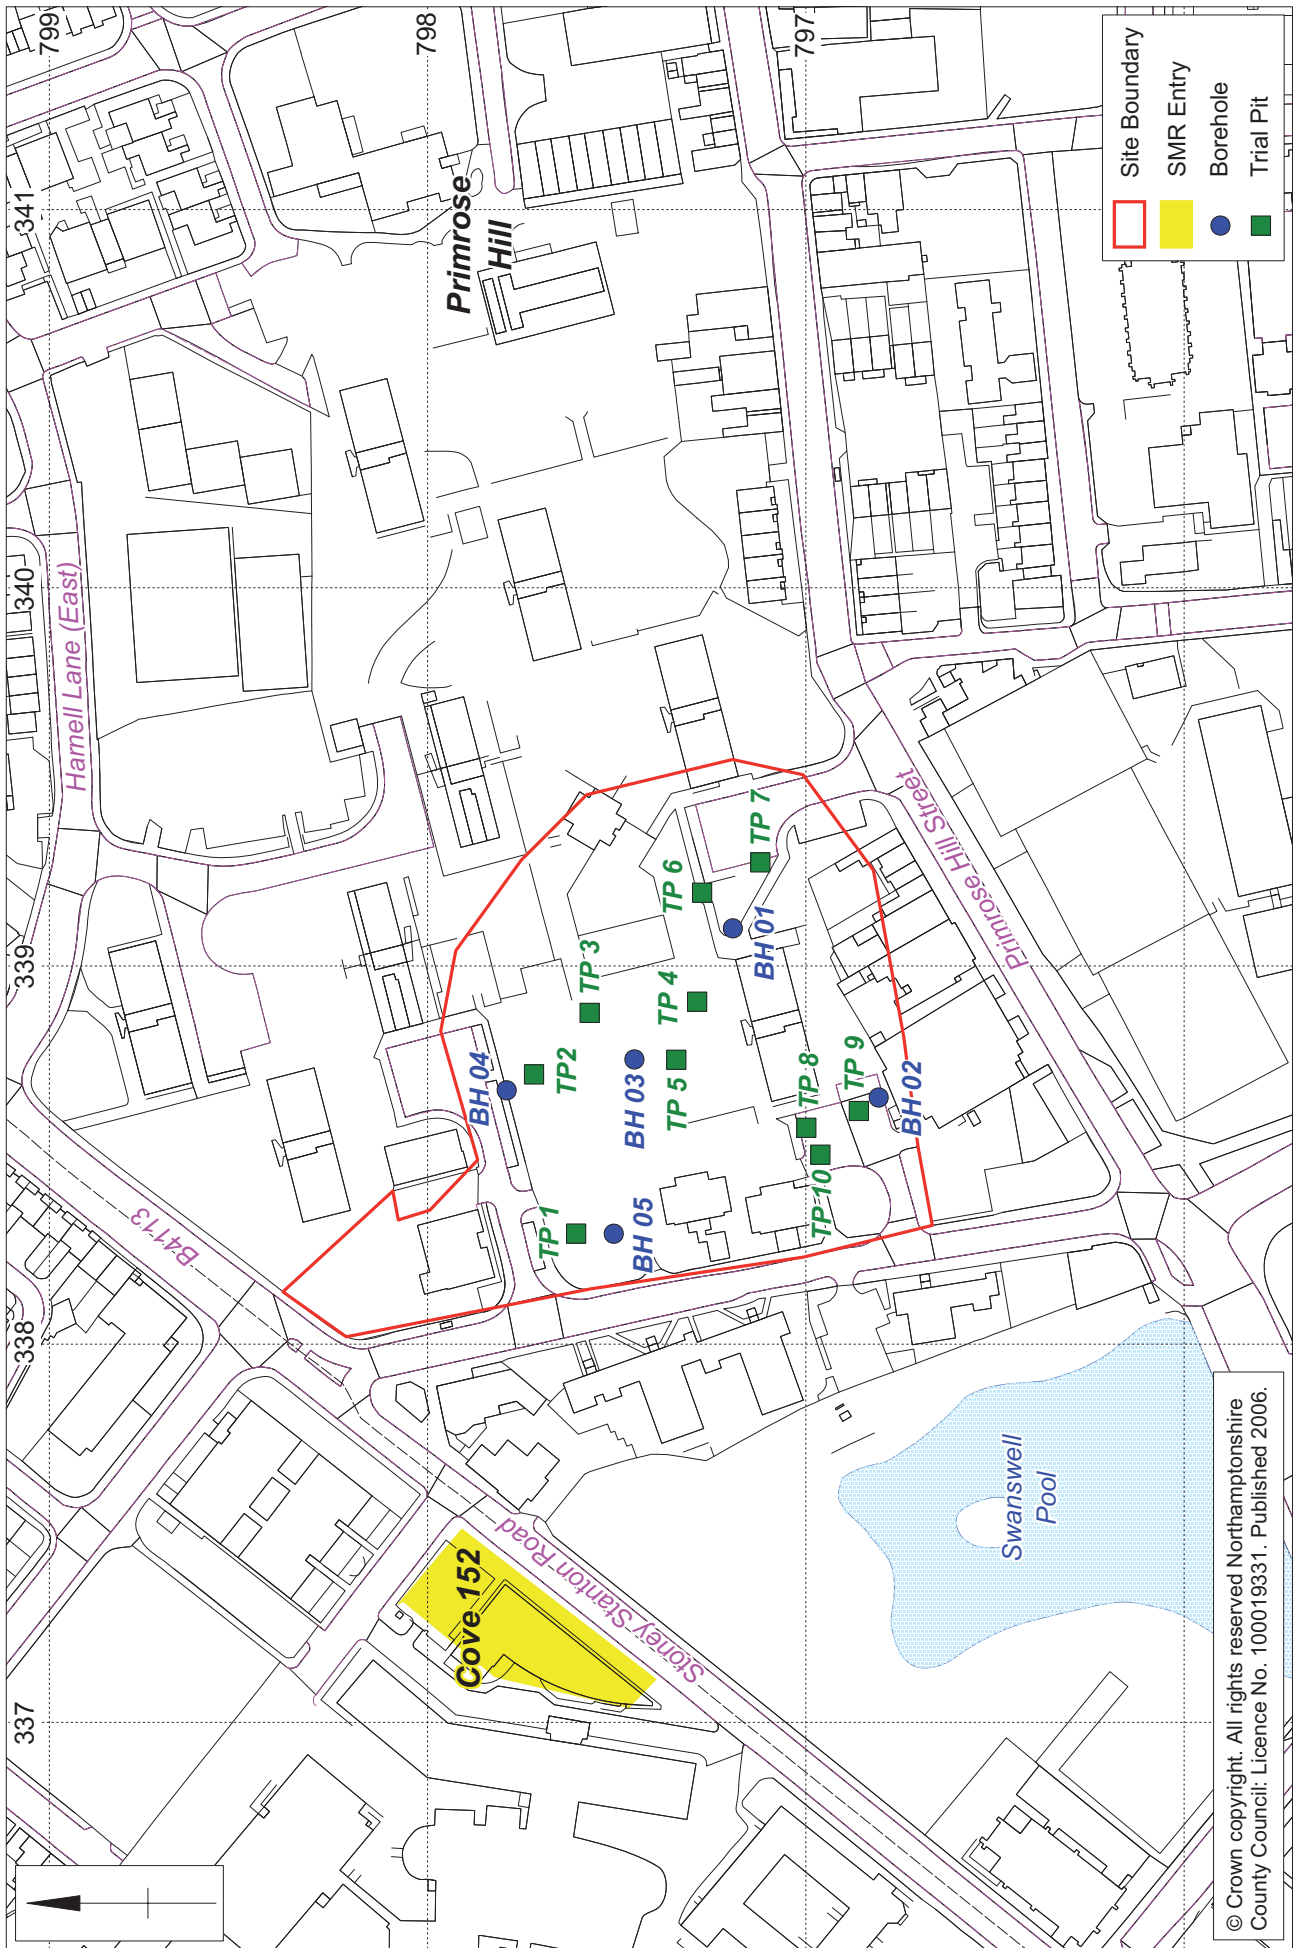 799
798
797
341
340
339
338
337
Harnell Lane (East)
Primrose
Hill
B4113
Stoney Stanton Road
Primrose Hill Street
Cove 152
Swanswell
Pool
BH 04
TP2
TP 3
TP 1
BH 05
BH 03
TP 5
TP 4
TP 6
TP 7
BH 01
TP 8
TP 9
TP 10
BH 02
Site Boundary
SMR Entry
Borehole
Trial Pit
© Crown copyright. All rights reserved Northamptonshire
County Council: Licence No. 100019331. Published 2006.